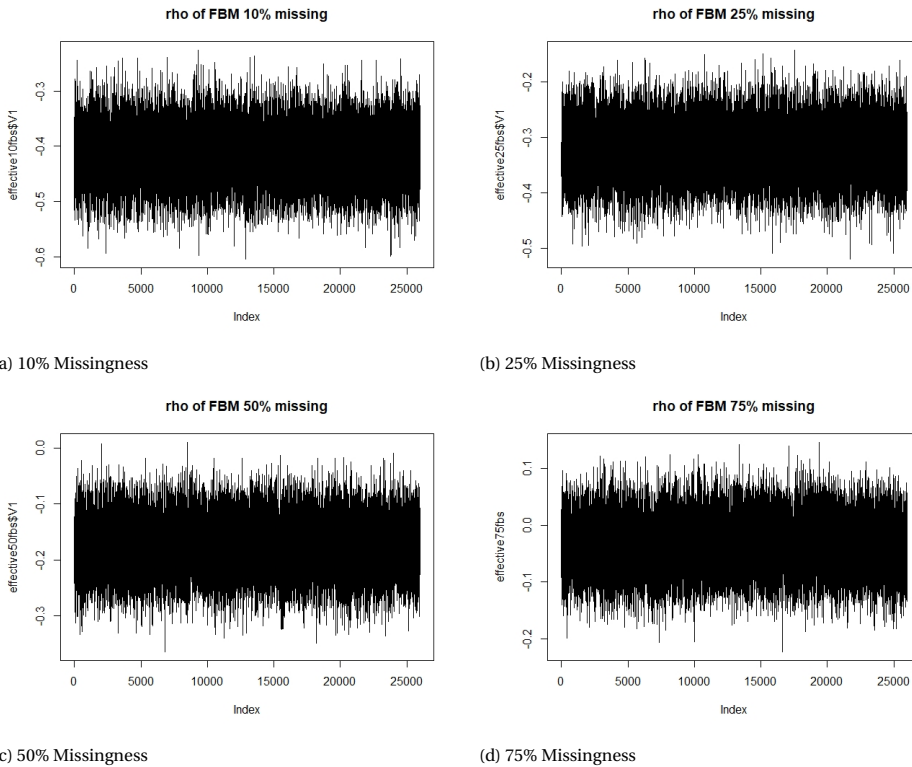 rho of FBM 10% missing
effective10fbs$V1
-0.3
-0.4
-0.5
-0.6
0 5000 10000 15000 20000 25000
Index
a) 10% Missingness
rho of FBM 25% missing
effective25fbs$V1
-0.2
-0.3
-0.4
-0.5
0 5000 10000 15000 20000 25000
Index
(b) 25% Missingness
rho of FBM 50% missing
effective50fbs$V1
0.0
-0.1
-0.2
-0.3
0 5000 10000 15000 20000 25000
Index
c) 50% Missingness
rho of FBM 75% missing
effective75fbs
0.1
0.0
-0.1
-0.2
0 5000 10000 15000 20000 25000
Index
(d) 75% Missingness